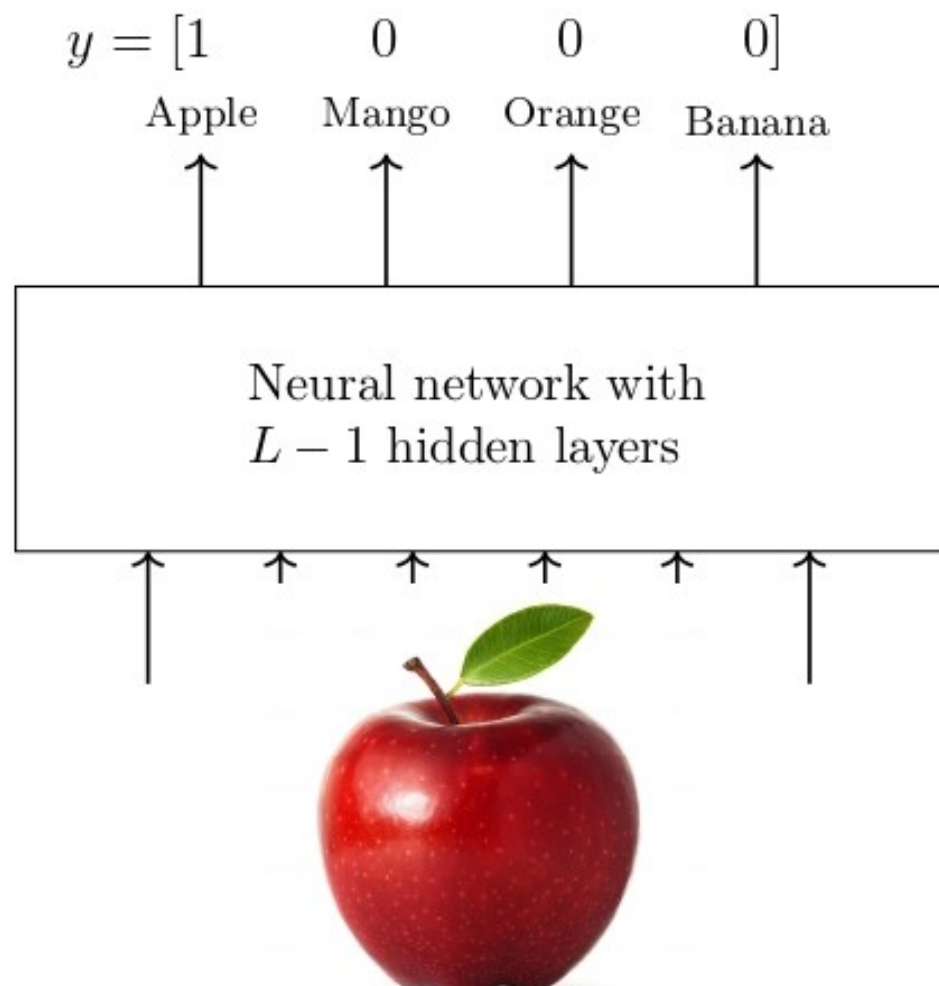 y = [1 0 0 0]
Apple Mango Orange Banana
Neural network with
L − 1 hidden layers